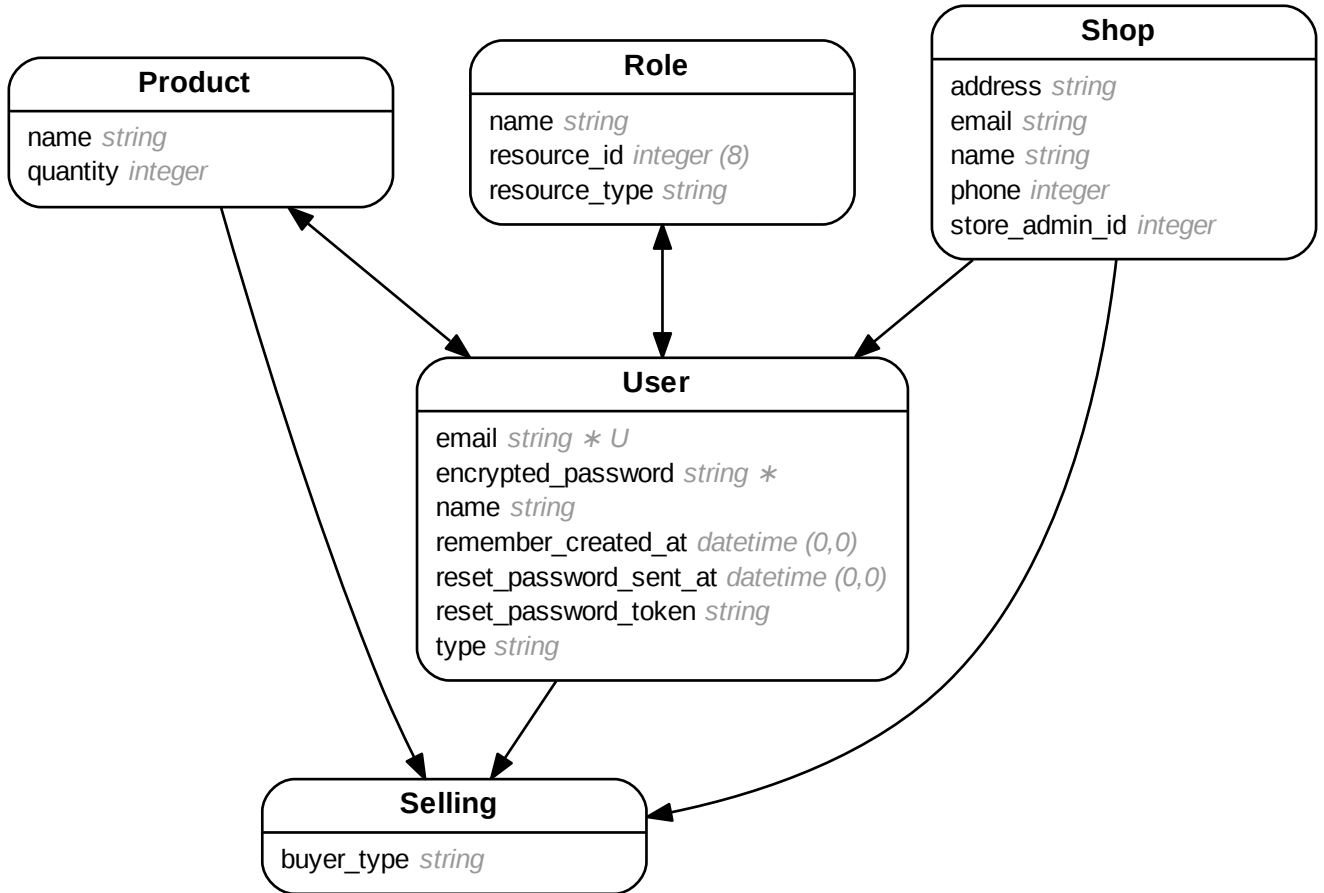 Product
name string
quantity integer
Role
name string
resource_id integer (8)
resource_type string
Shop
address string
email string
name string
phone integer
store_admin_id integer
User
email string ∗ U
encrypted_password string ∗
name string
remember_created_at datetime (0,0)
reset_password_sent_at datetime (0,0)
reset_password_token string
type string
Selling
buyer_type string